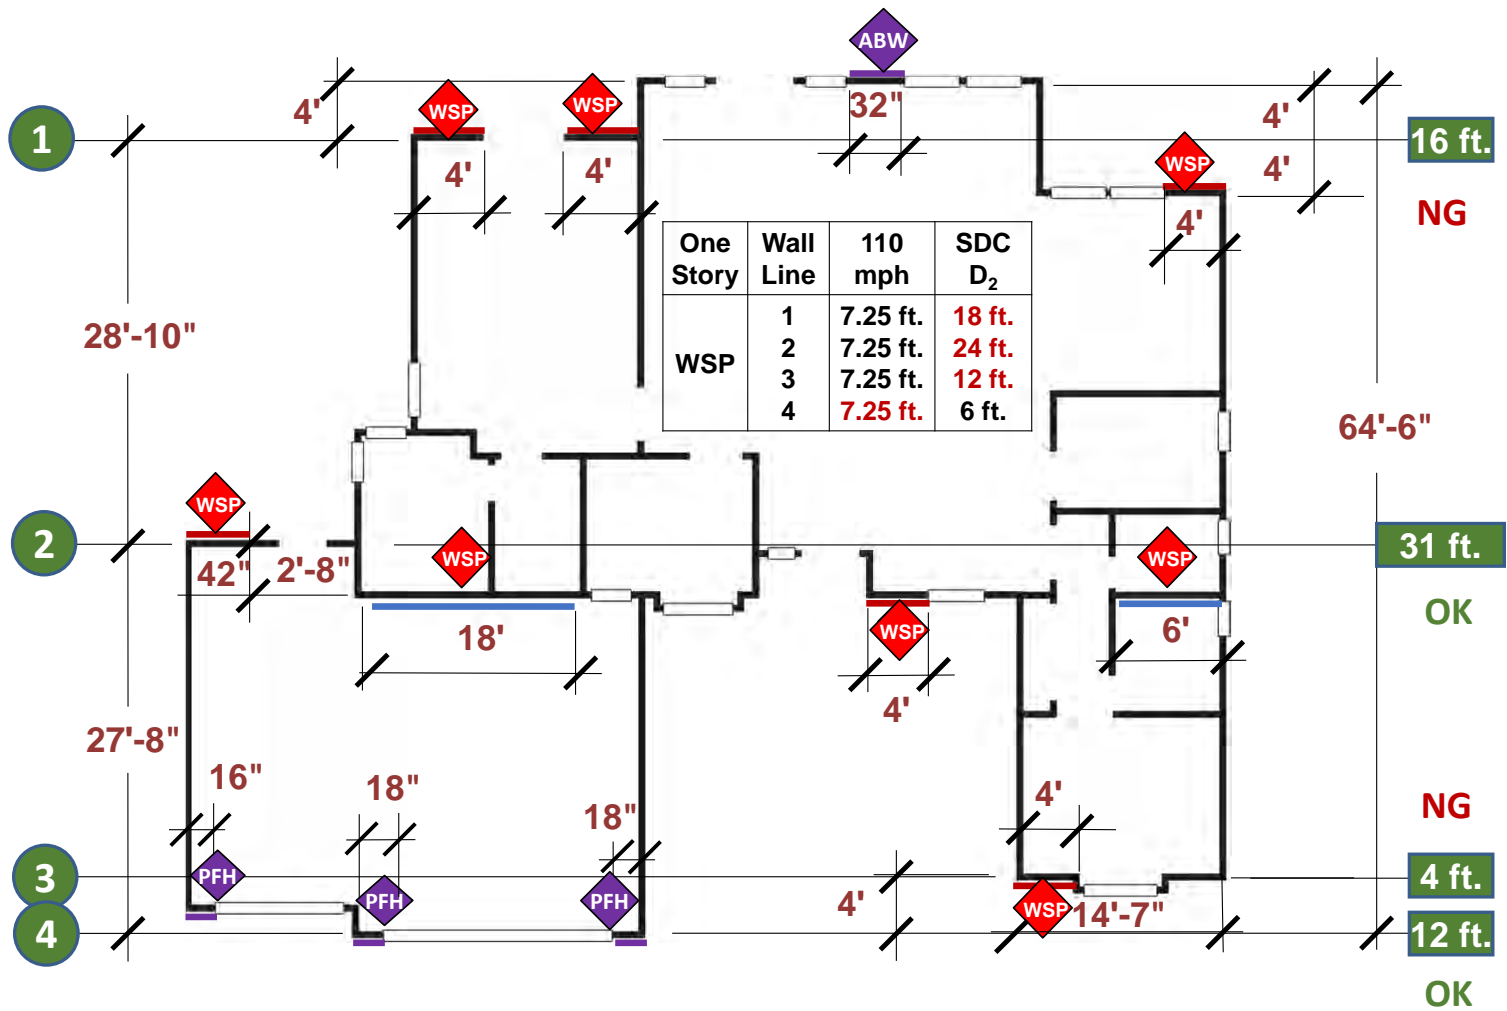 ABW
4'
WSP
WSP
32"
4'
1
16 ft.
4'
4'
WSP
4'
NG
4'
One Story
Wall Line
110 mph
SDC D₂
WSP
1 7.25 ft. 18 ft.
2 7.25 ft. 24 ft.
3 7.25 ft. 12 ft.
4 7.25 ft. 6 ft.
28'-10"
64'-6"
WSP
2
WSP
WSP
31 ft.
42"
2'-8"
OK
18'
WSP
6'
4'
27'-8"
16"
18"
18"
4'
NG
3
PFH
PFH
PFH
4 ft.
4'
WSP
14'-7"
4
12 ft.
OK